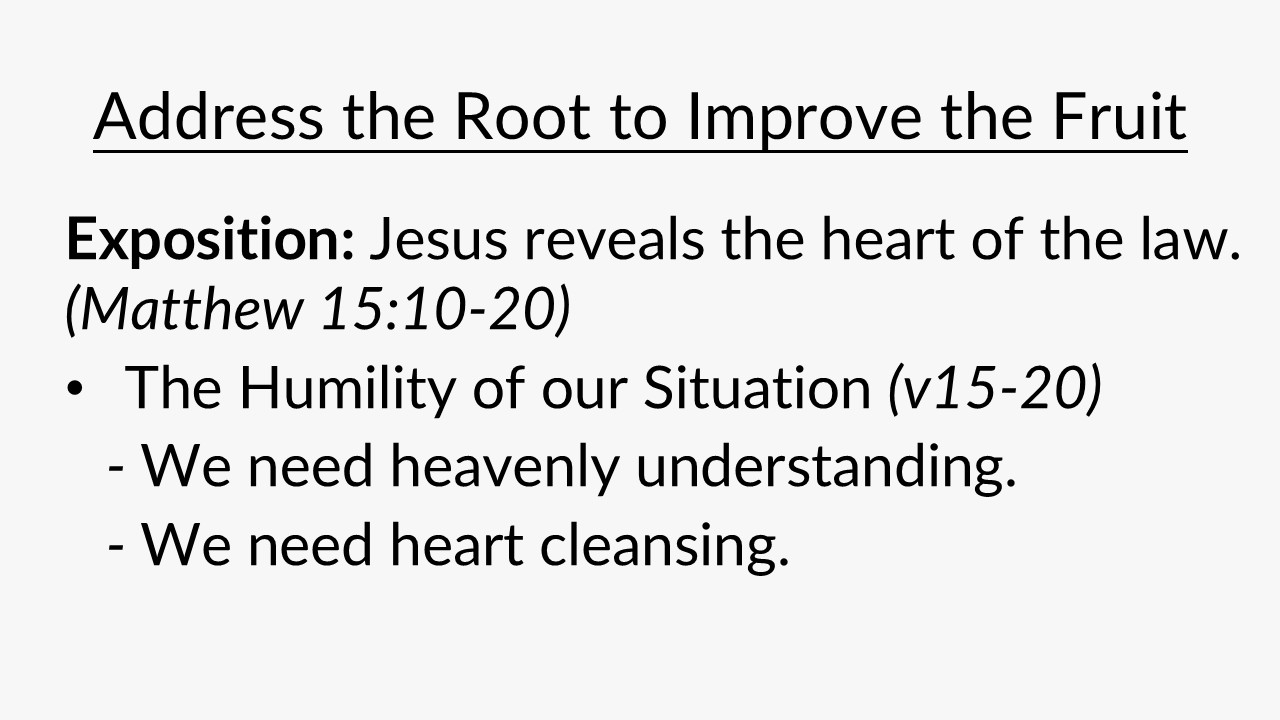 Address the Root to Improve the Fruit
Exposition: Jesus reveals the heart of the law.
(Matthew 15:10-20)
• The Humility of our Situation (v15-20)
- We need heavenly understanding.
- We need heart cleansing.